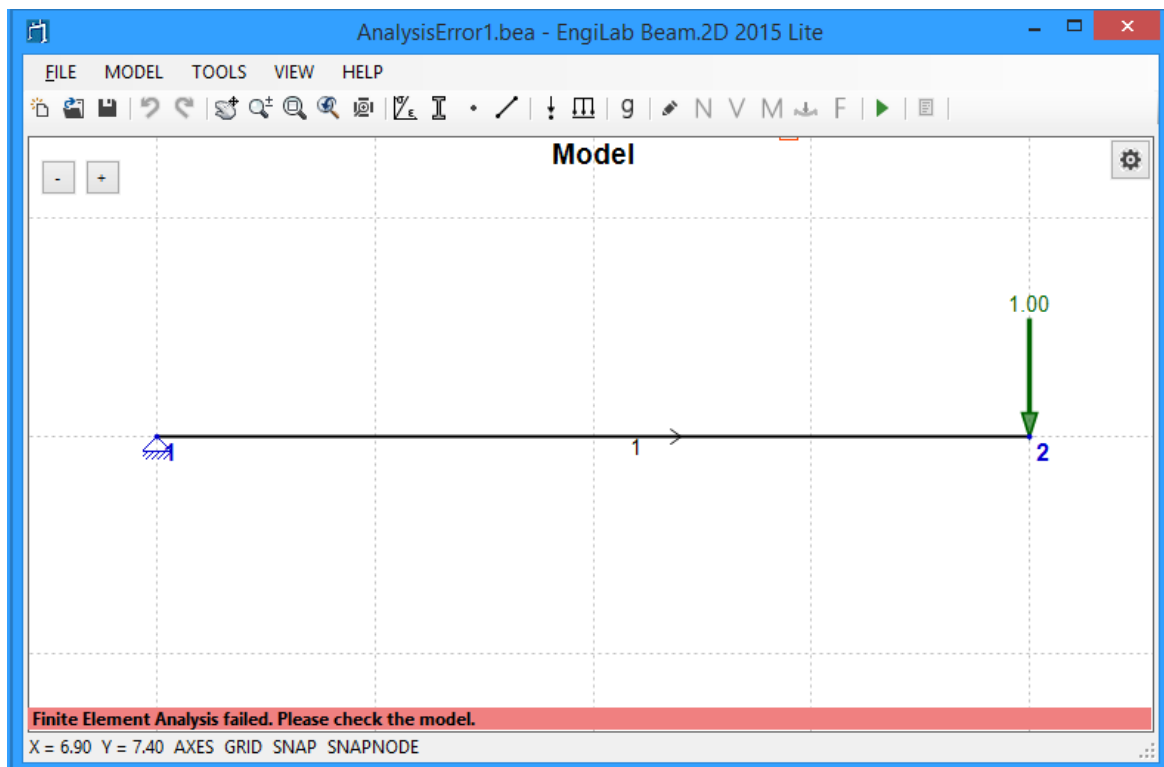 AnalysisError1.bea - EngiLab Beam.2D 2015 Lite
FILE MODEL TOOLS VIEW HELP
σ/ε g N V M F
Model
- +
1.00
1
1
2
Finite Element Analysis failed. Please check the model.
X = 6.90 Y = 7.40 AXES GRID SNAP SNAPNODE